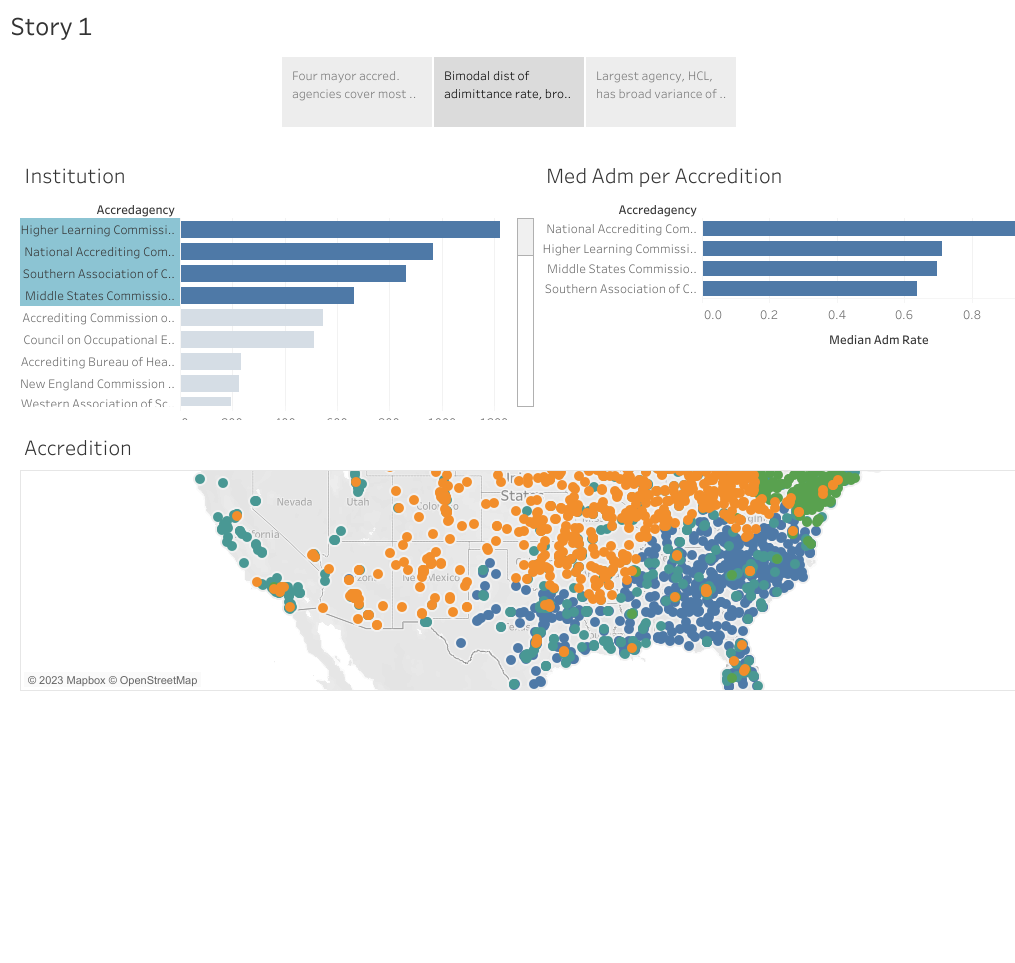 Story 1
Four mayor accred.
agencies cover most ..
Bimodal dist of
adimittance rate, bro..
Largest agency, HCL,
has broad variance of ..
Institution
Accredagency
Higher Learning Commissi..
National Accrediting Com..
Southern Association of C..
Middle States Commissio..
Accrediting Commission o..
Council on Occupational E..
Accrediting Bureau of Hea..
New England Commission ..
Western Association of Sc..
Med Adm per Accredition
Accredagency
National Accrediting Com..
Higher Learning Commissi..
Middle States Commissio..
Southern Association of C..
0.0 0.2 0.4 0.6 0.8
Median Adm Rate
Accredition
Nevada
Utah
© 2023 Mapbox © OpenStreetMap